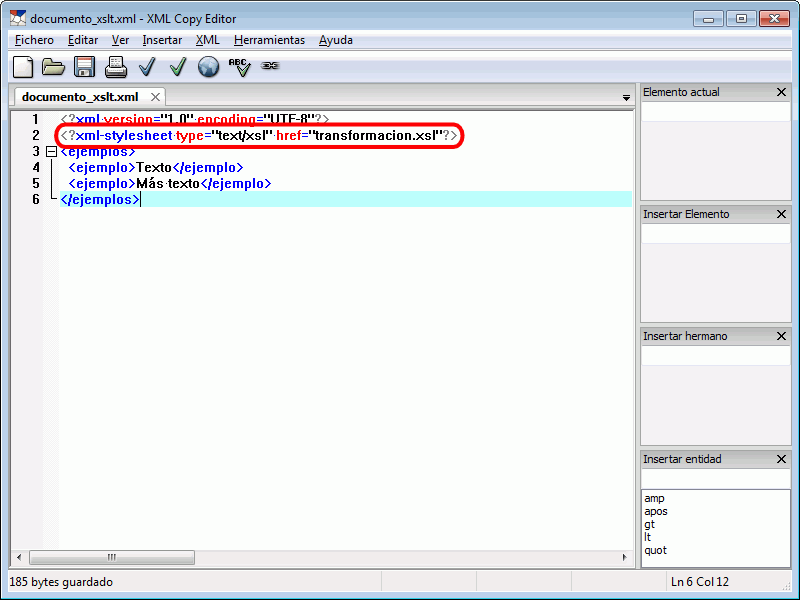 documento_xslt.xml - XML Copy Editor
Fichero Editar Ver Insertar XML Herramientas Ayuda
ABC
documento_xslt.xml
1 <?xml version="1.0" encoding="UTF-8"?>
2 <?xml-stylesheet type="text/xsl" href="transformacion.xsl"?>
3 <ejemplos>
4 <ejemplo>Texto</ejemplo>
5 <ejemplo>Más texto</ejemplo>
6 </ejemplos>
Elemento actual
Insertar Elemento
Insertar hermano
Insertar entidad
amp
apos
gt
lt
quot
185 bytes guardado
Ln 6 Col 12